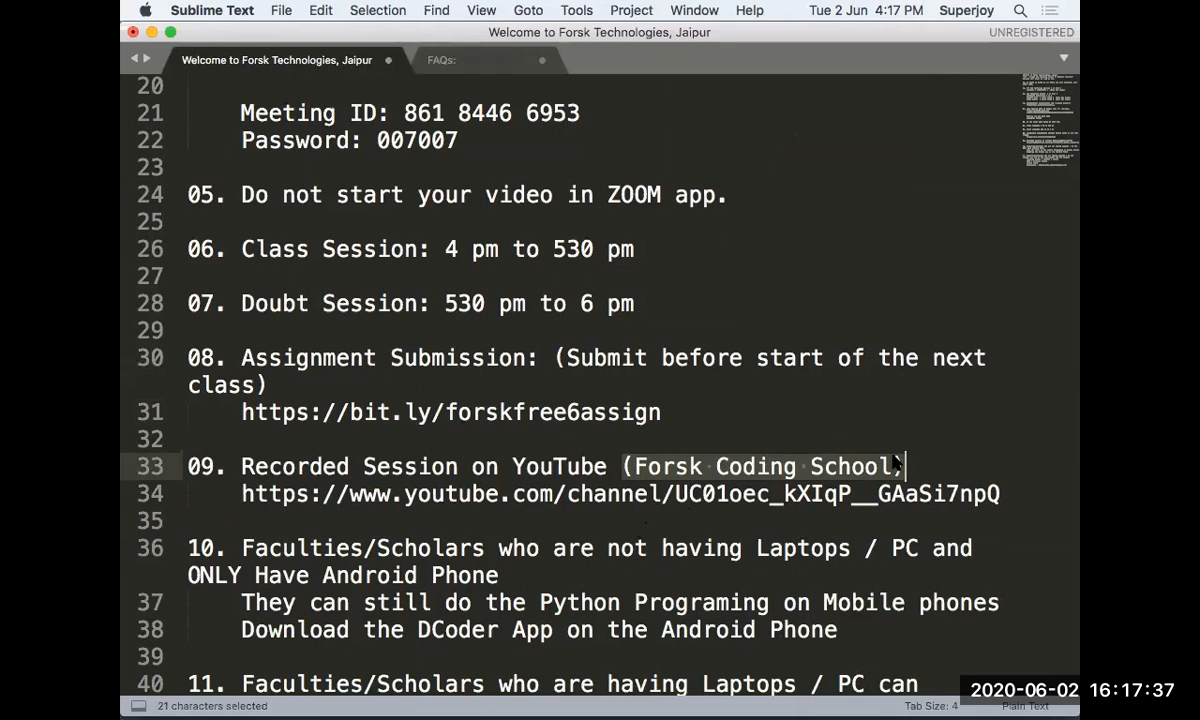 Sublime Text File Edit Selection Find View Goto Tools Project Window Help Tue 2 Jun 4:17 PM Superjoy
Welcome to Forsk Technologies, Jaipur UNREGISTERED
Welcome to Forsk Technologies, Jaipur FAQs:
20
21 Meeting ID: 861 8446 6953
22 Password: 007007
23
24 05. Do not start your video in ZOOM app.
25
26 06. Class Session: 4 pm to 530 pm
27
28 07. Doubt Session: 530 pm to 6 pm
29
30 08. Assignment Submission: (Submit before start of the next
class)
31 https://bit.ly/forskfree6assign
32
33 09. Recorded Session on YouTube (Forsk Coding School)
34 https://www.youtube.com/channel/UC01oec_kXIqP__GAaSi7npQ
35
36 10. Faculties/Scholars who are not having Laptops / PC and
ONLY Have Android Phone
37 They can still do the Python Programing on Mobile phones
38 Download the DCoder App on the Android Phone
39
40 11. Faculties/Scholars who are having Laptops / PC can
2020-06-02 16:17:37
21 characters selected Tab Size: 4 Plain Text